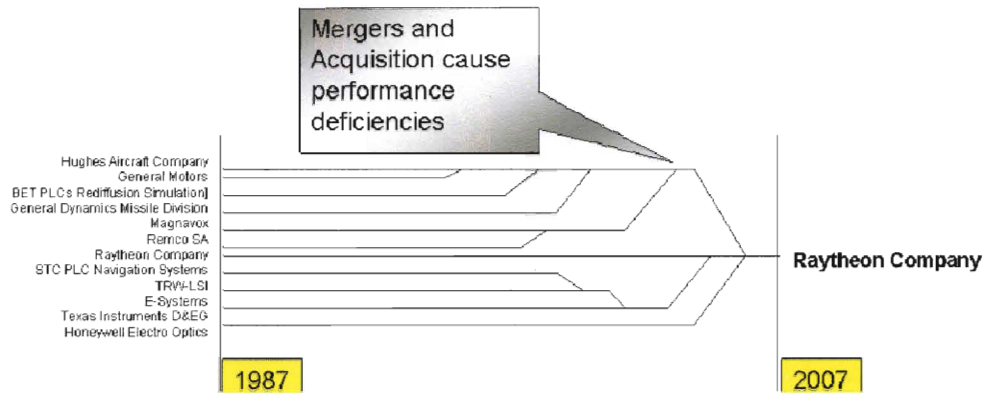 Mergers and
Acquisition cause
performance
deficiencies
Hughes Aircraft Company
General Motors
BET PLCs Rediffusion Simulation]
General Dynamics Missile Division
Magnavox
Remco SA
Raytheon Company
STC PLC Navigation Systems
TRW-LSI
E-Systems
Texas Instruments D&EG
Honeywell Electro Optics
Raytheon Company
1987
2007